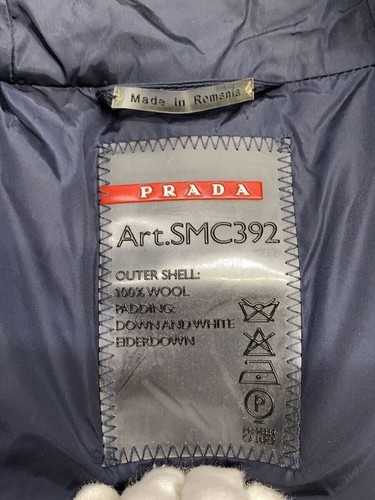 Made in Romania
PRADA
Art.SMC392
OUTER SHELL:
100% WOOL
PADDING:
DOWN AND WHITE
EIDERDOWN
P